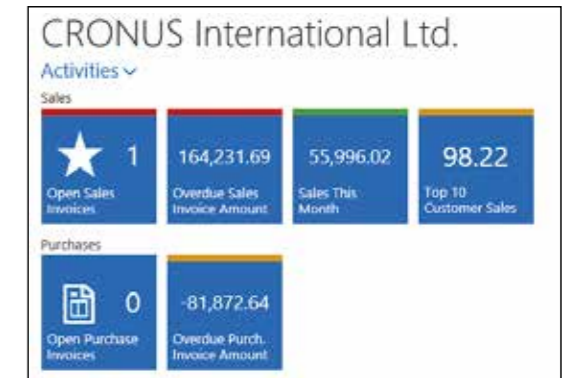 CRONUS International Ltd.
Activities
Sales
1
Open Sales
Invoices
164,231.69
Overdue Sales
Invoice Amount
55,996.02
Sales This
Month
98.22
Top 10
Customer Sales
Purchases
0
Open Purchase
Invoices
-81,872.64
Overdue Purch.
Invoice Amount